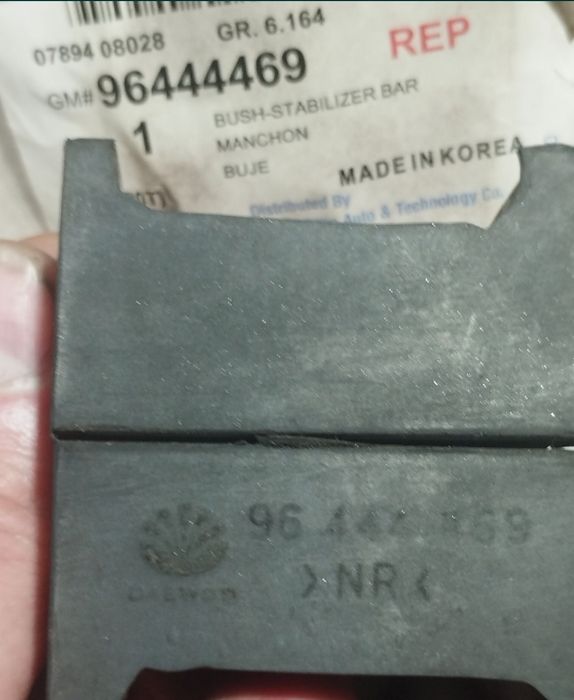 07894 08028 GR. 6.164 REP
GM# 96444469
1 BUSH-STABILIZER BAR
MANCHON
BUJE
MADE IN KOREA
Distributed By
Auto & Technology Co.
96 444 469
DAEWOO
>NR<